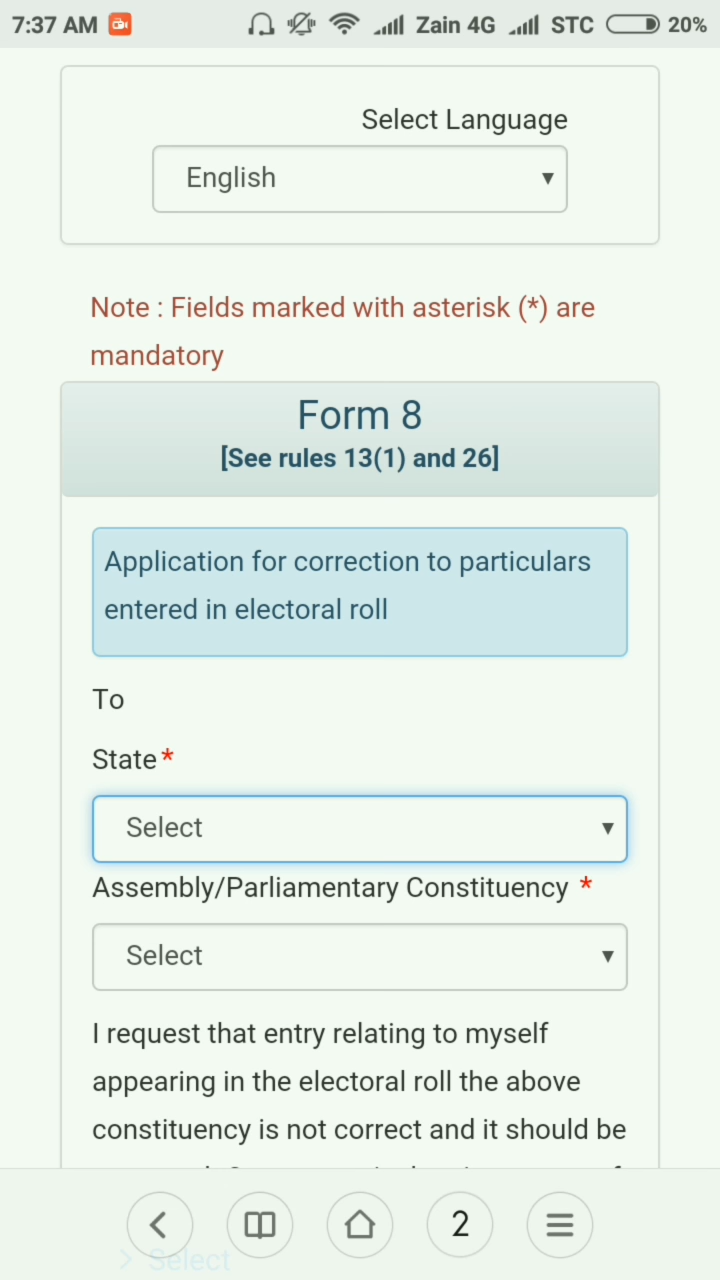 7:37 AM Zain 4G STC 20%
Select Language
English
Note : Fields marked with asterisk (*) are
mandatory
Form 8
[See rules 13(1) and 26]
Application for correction to particulars
entered in electoral roll
To
State*
Select
Assembly/Parliamentary Constituency *
Select
I request that entry relating to myself
appearing in the electoral roll the above
constituency is not correct and it should be
2
> Select